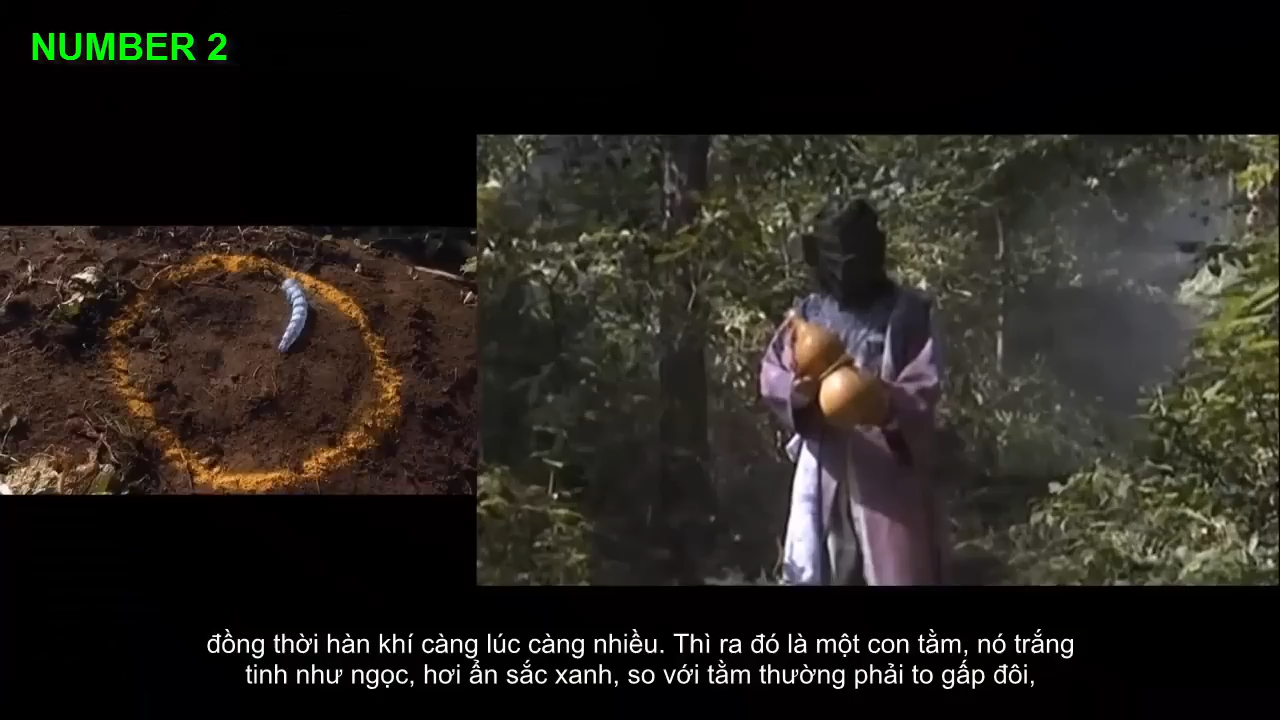 NUMBER 2
đồng thời hàn khí càng lúc càng nhiều. Thì ra đó là một con tằm, nó trắng
tinh như ngọc, hơi ẩn sắc xanh, so với tằm thường phải to gấp đôi,